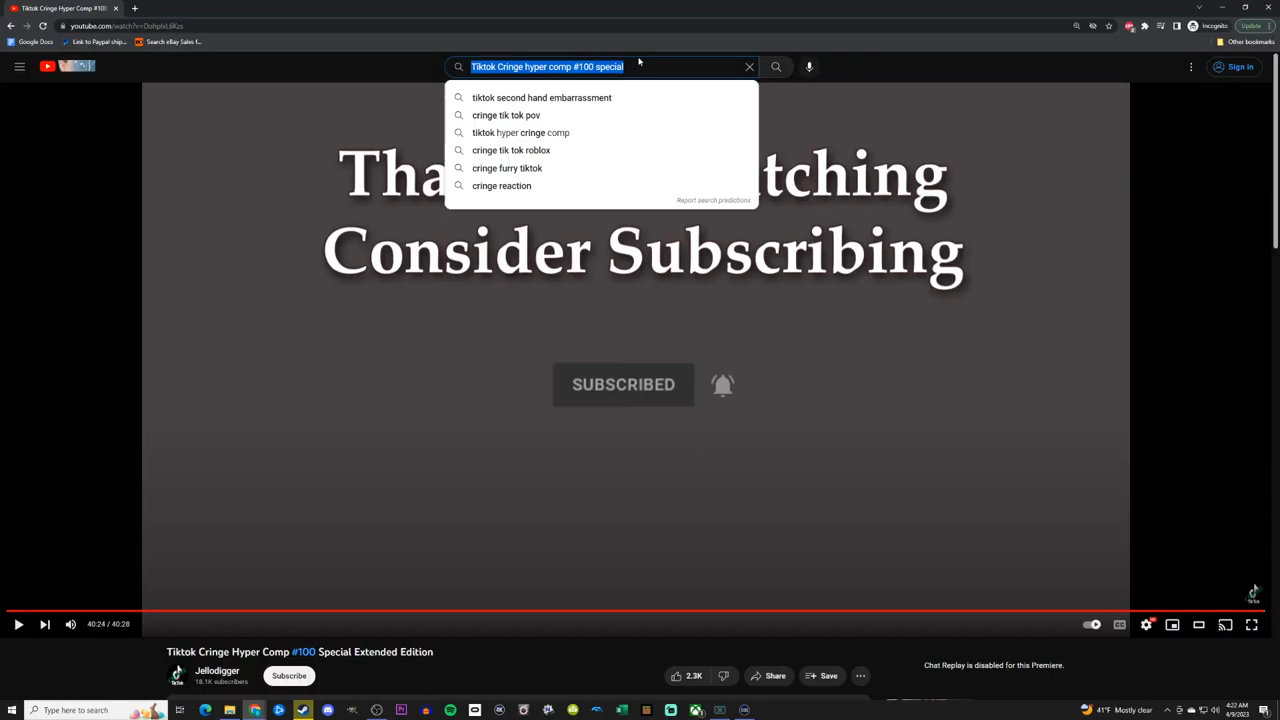 Tiktok Cringe Hyper Comp #100
youtube.com/watch?v=DohplxL6Kzs
Incognito
Update
Google Docs
Link to Paypal ship...
Search eBay Sales f...
Other bookmarks
Tiktok Cringe hyper comp #100 special
Sign in
tiktok second hand embarrassment
cringe tik tok pov
tiktok hyper cringe comp
cringe tik tok roblox
cringe furry tiktok
cringe reaction
Report search predictions
Tha tching
Consider Subscribing
SUBSCRIBED
TikTok
40:24 / 40:28
CC
Tiktok Cringe Hyper Comp #100 Special Extended Edition
Chat Replay is disabled for this Premiere.
TikTok
Jellodigger
18.1K subscribers
Subscribe
2.3K
Share
Save
Type here to search
41°F Mostly clear
4:22 AM
4/9/2023